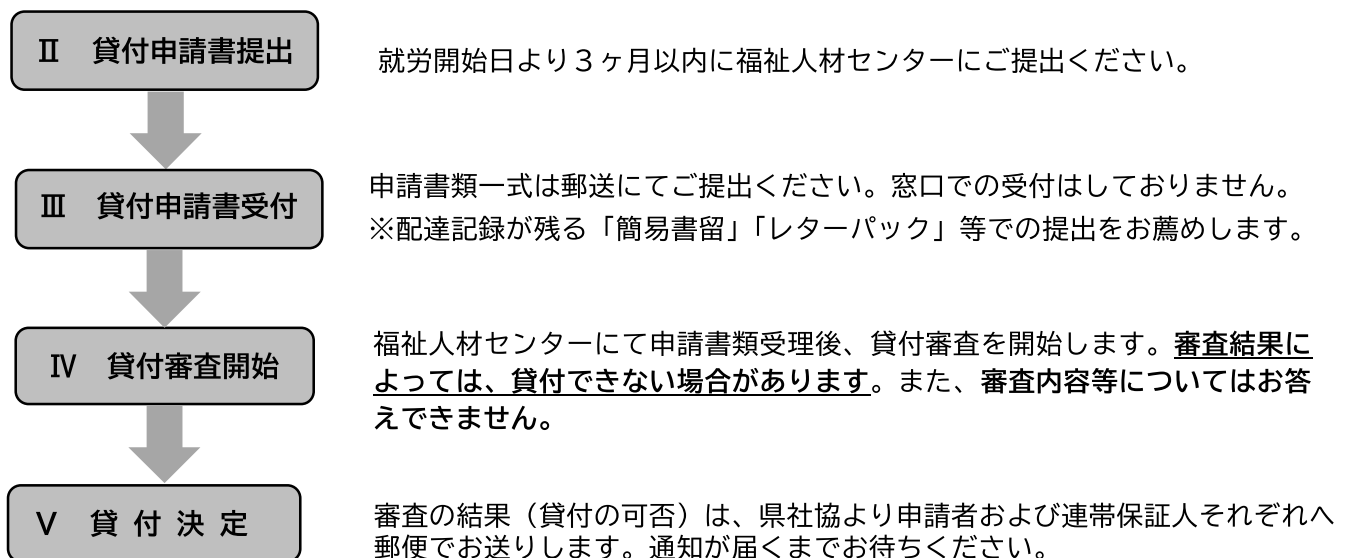 Ⅱ　貸付申請書提出
就労開始日より３ヶ月以内に福祉人材センターにご提出ください。
Ⅲ　貸付申請書受付
申請書類一式は郵送にてご提出ください。窓口での受付はしておりません。
※配達記録が残る「簡易書留」「レターパック」等での提出をお薦めします。
Ⅳ　貸付審査開始
福祉人材センターにて申請書類受理後、貸付審査を開始します。審査結果に
よっては、貸付できない場合があります。また、審査内容等についてはお答
えできません。
Ⅴ　貸 付 決 定
審査の結果（貸付の可否）は、県社協より申請者および連帯保証人それぞれへ
郵便でお送りします。通知が届くまでお待ちください。